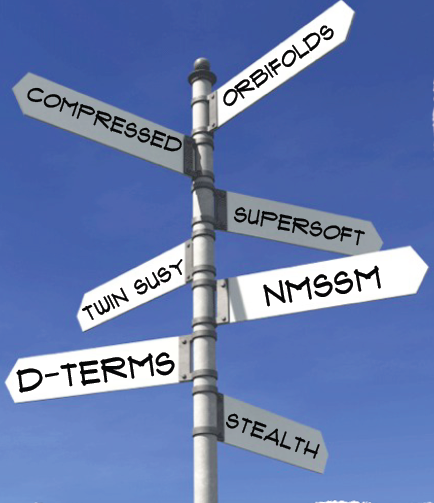 ORBIFOLDS
COMPRESSED
SUPERSOFT
TWIN SUSY
NMSSM
D-TERMS
STEALTH